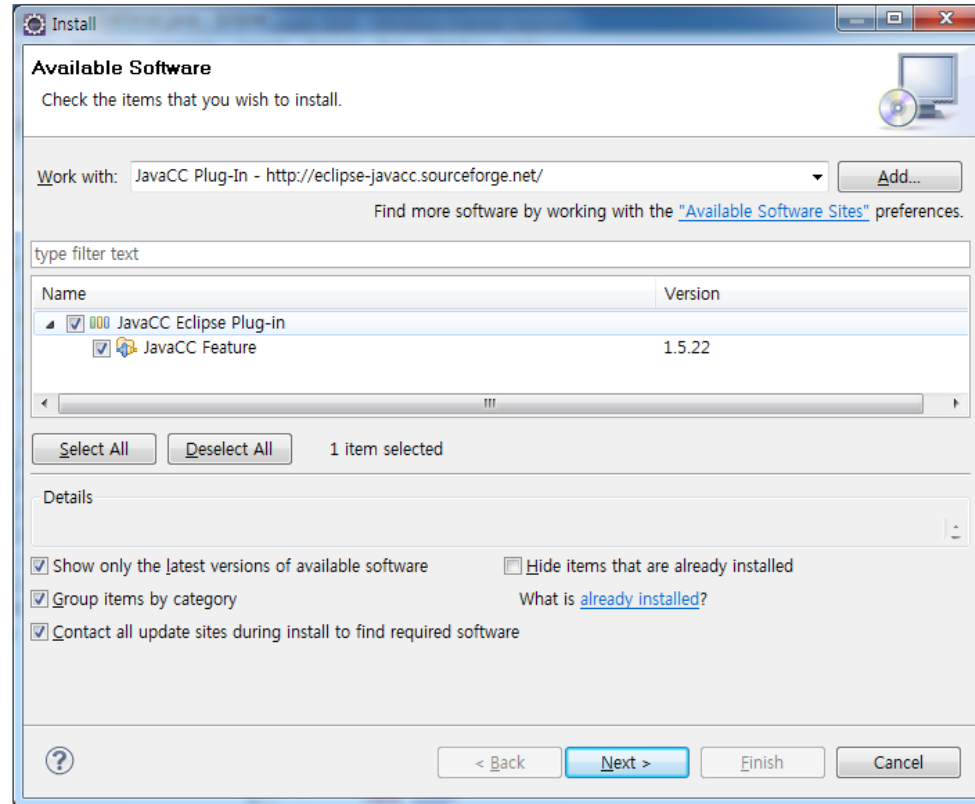 Install
Available Software
Check the items that you wish to install.
Work with: JavaCC Plug-In - http://eclipse-javacc.sourceforge.net/ Add...
Find more software by working with the "Available Software Sites" preferences.
type filter text
Name Version
JavaCC Eclipse Plug-in
JavaCC Feature 1.5.22
Select All Deselect All 1 item selected
Details
Show only the latest versions of available software Hide items that are already installed
Group items by category What is already installed?
Contact all update sites during install to find required software
? < Back Next > Finish Cancel